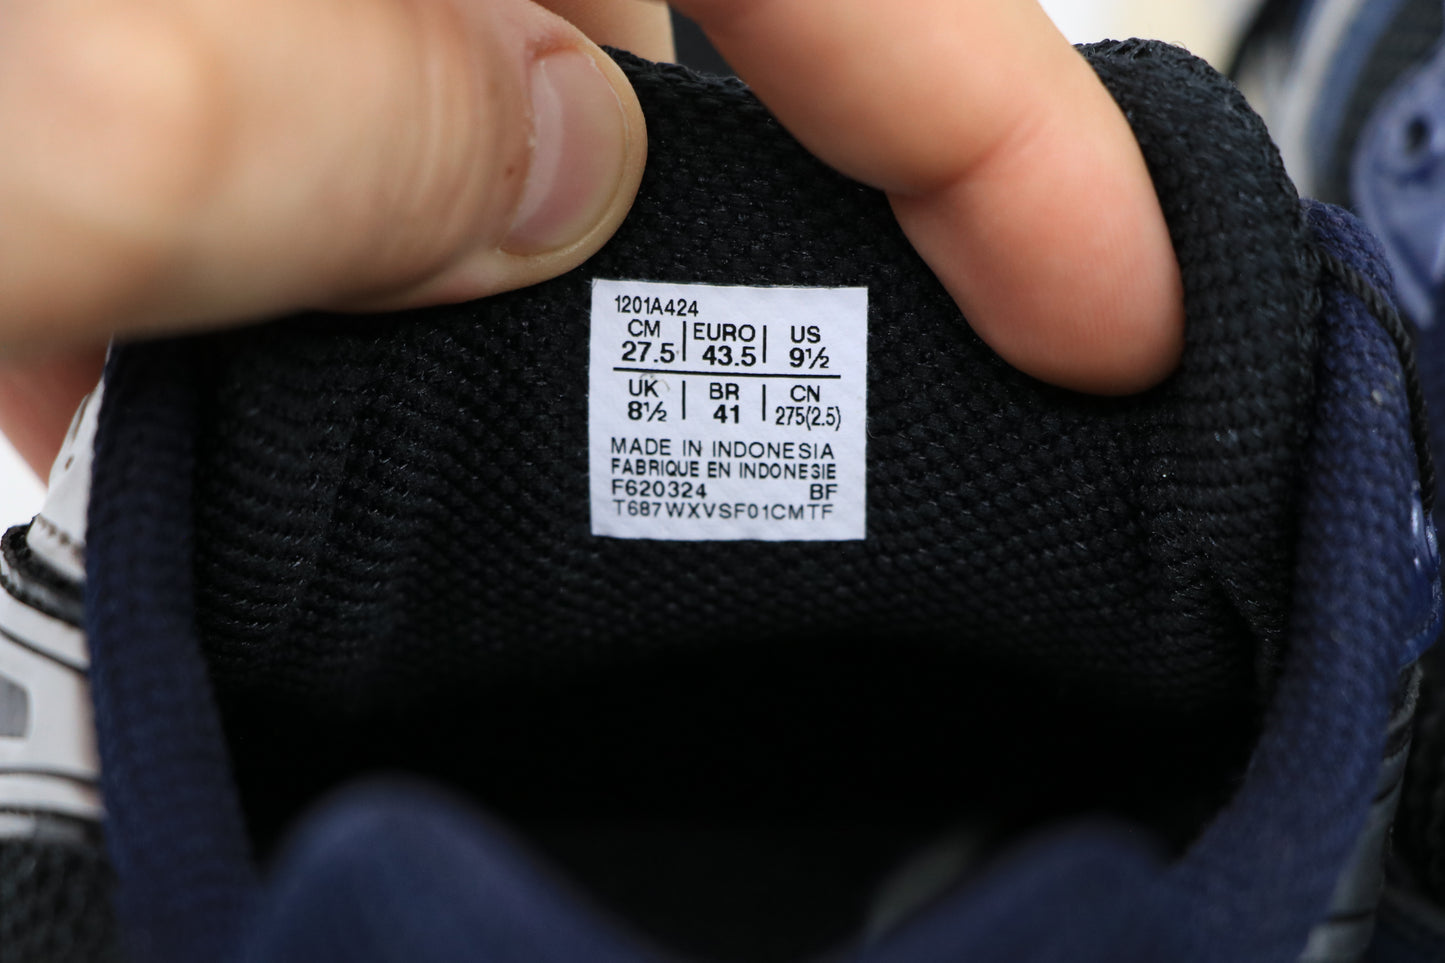 1201A424
CM | EURO | US
27.5 | 43.5 | 9½
UK | BR | CN
8½ | 41 | 275(2.5)
MADE IN INDONESIA
FABRIQUE EN INDONESIE
F620324 BF
T687WXVSF01CMTF